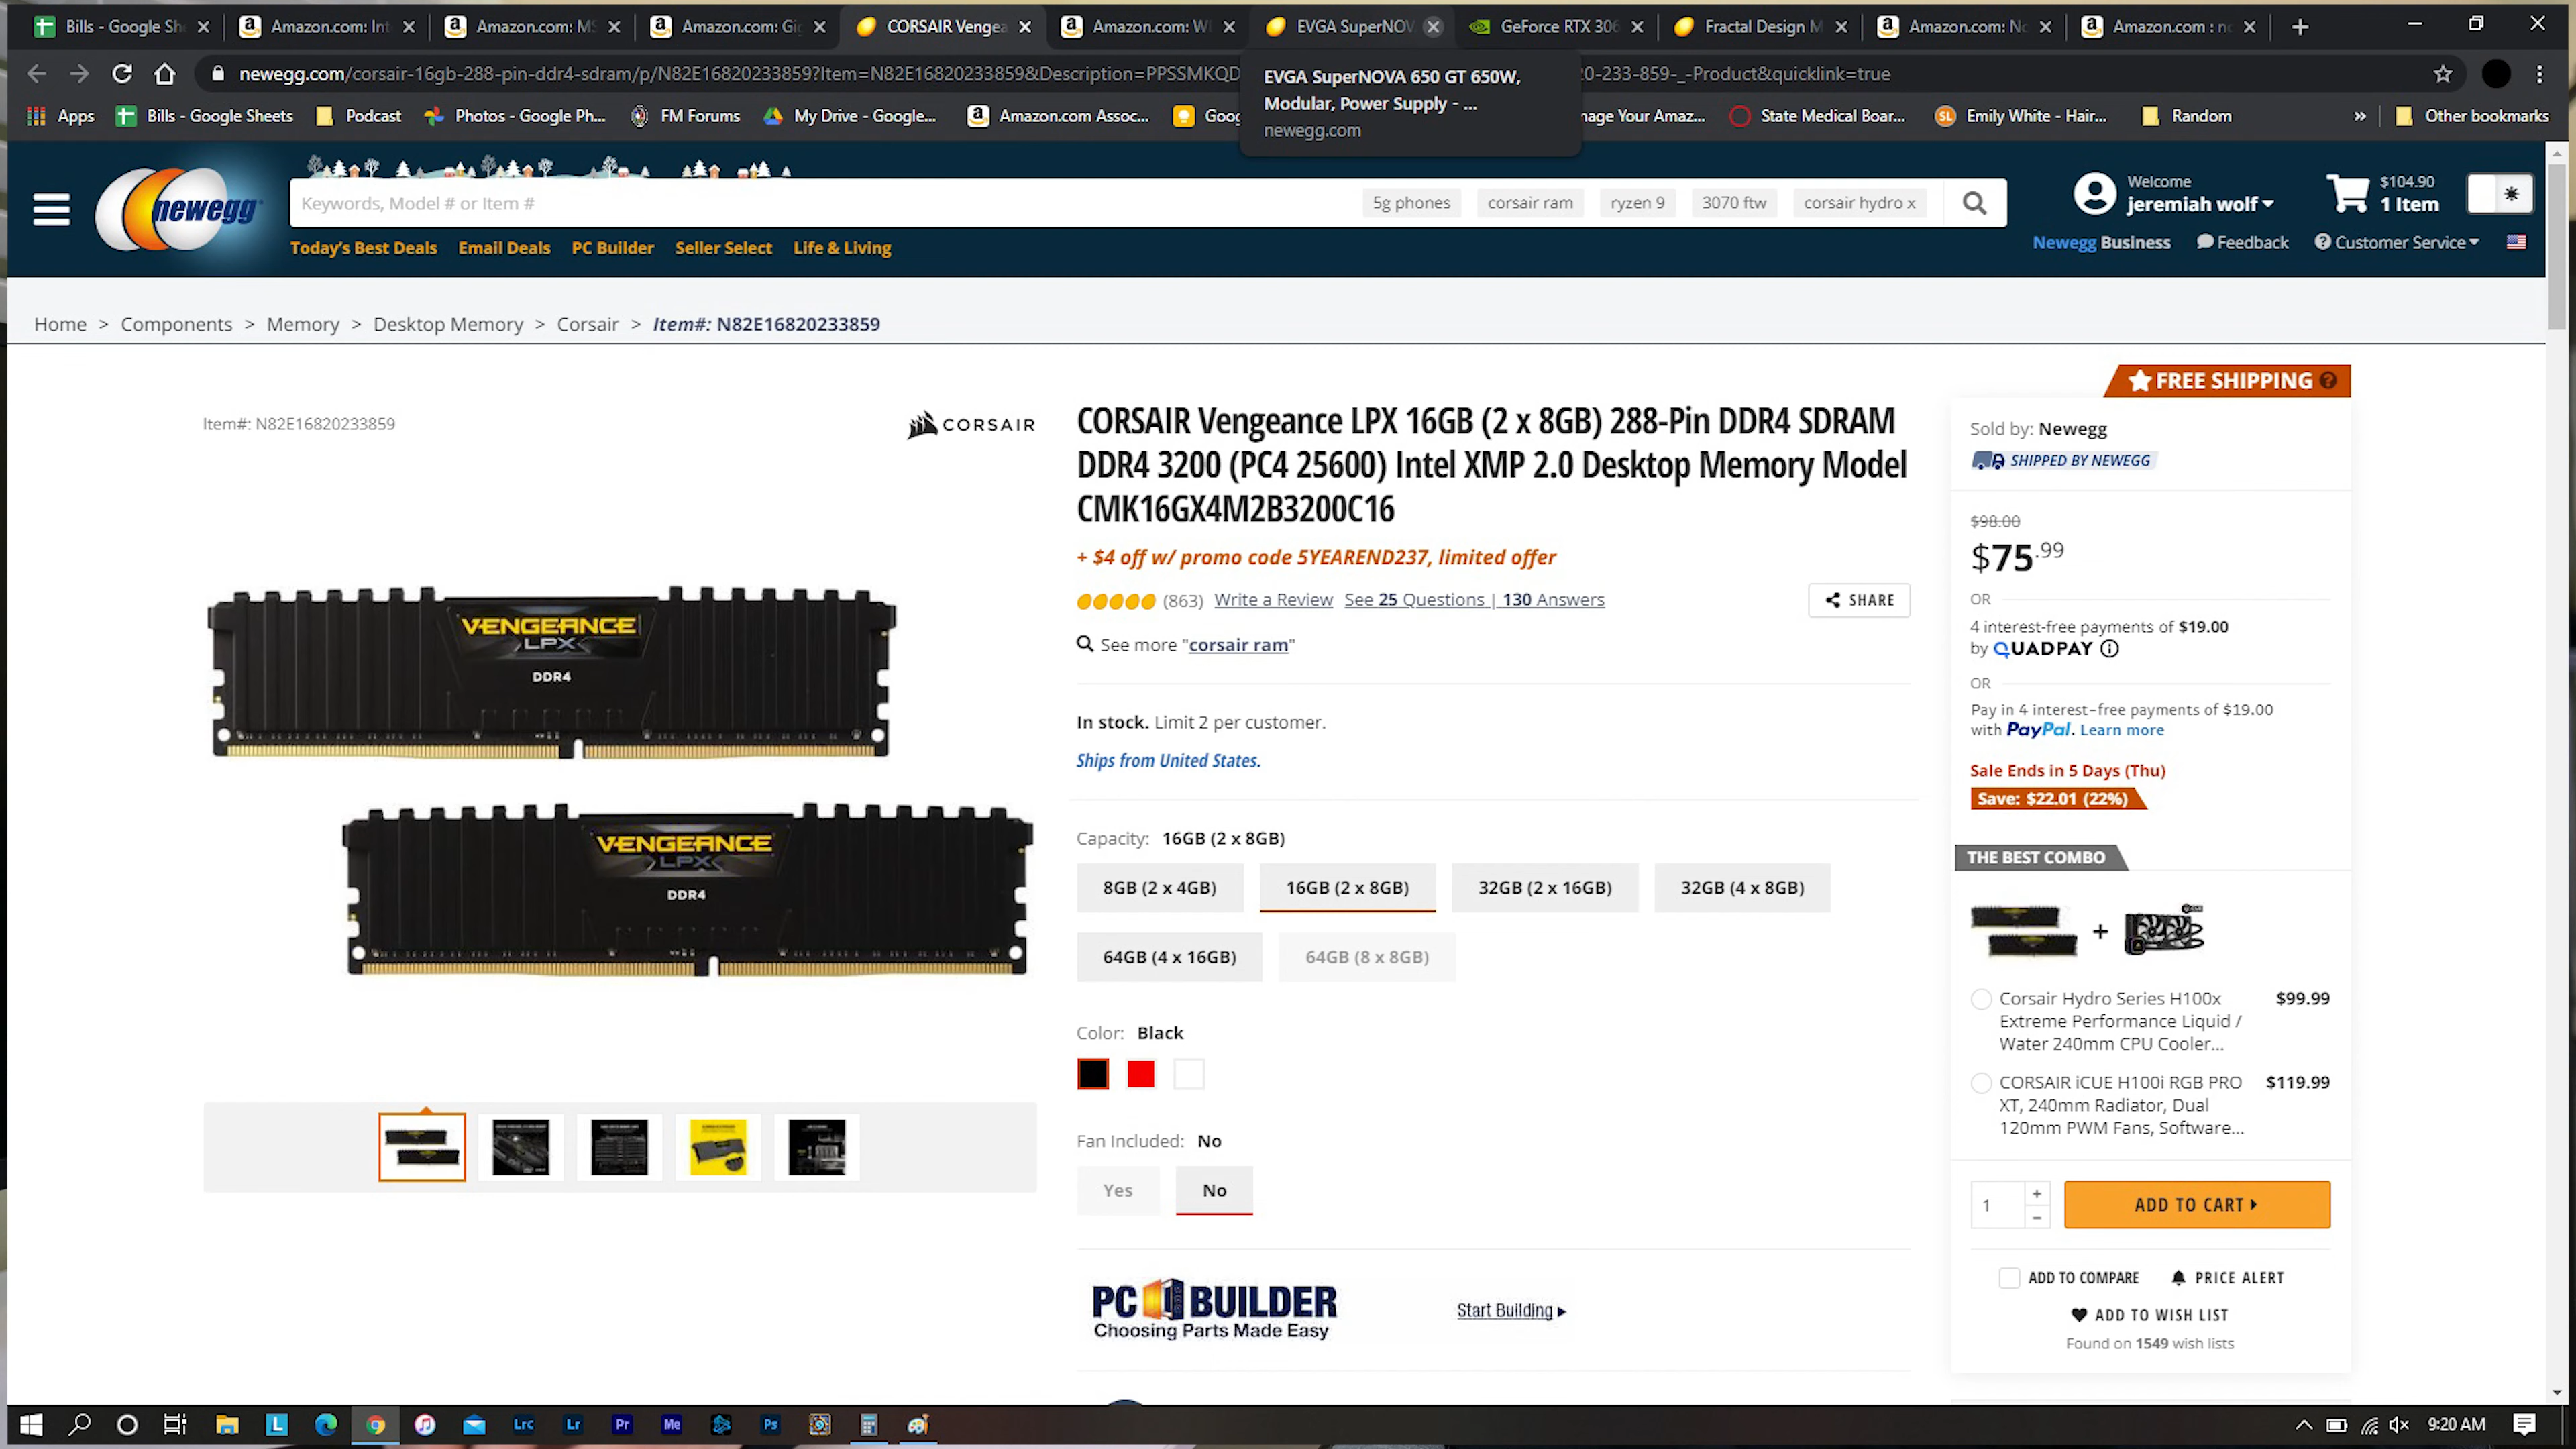 Bills - Google She
Amazon.com: Int
Amazon.com: MS
Amazon.com: Gig
CORSAIR Vengea
Amazon.com: W
EVGA SuperNOV
GeForce RTX 306
Fractal Design M
Amazon.com: No
Amazon.com : no
newegg.com/corsair-16gb-288-pin-ddr4-sdram/p/N82E16820233859?Item=N82E16820233859&Description=PPSSMKQD
0-233-859-_-Product&quicklink=true
EVGA SuperNOVA 650 GT 650W,
Modular, Power Supply - ...
newegg.com
Apps
Bills - Google Sheets
Podcast
Photos - Google Ph...
FM Forums
My Drive - Google...
Amazon.com Assoc...
Goog
nage Your Amaz...
State Medical Boar...
SL
Emily White - Hair...
Random
»
Other bookmarks
newegg
Keywords, Model # or Item #
5g phones
corsair ram
ryzen 9
3070 ftw
corsair hydro x
Welcome
jeremiah wolf
$104.90
1 Item
Today's Best Deals
Email Deals
PC Builder
Seller Select
Life & Living
Newegg Business
Feedback
Customer Service
Home > Components > Memory > Desktop Memory > Corsair > Item#: N82E16820233859
FREE SHIPPING
Item#: N82E16820233859
CORSAIR
CORSAIR Vengeance LPX 16GB (2 x 8GB) 288-Pin DDR4 SDRAM
DDR4 3200 (PC4 25600) Intel XMP 2.0 Desktop Memory Model
CMK16GX4M2B3200C16
+ $4 off w/ promo code 5YEAREND237, limited offer
(863) Write a Review See 25 Questions | 130 Answers
SHARE
See more "corsair ram"
In stock. Limit 2 per customer.
Ships from United States.
VENGEANCE
LPX
DDR4
VENGEANCE
LPX
DDR4
Capacity: 16GB (2 x 8GB)
8GB (2 x 4GB)
16GB (2 x 8GB)
32GB (2 x 16GB)
32GB (4 x 8GB)
64GB (4 x 16GB)
64GB (8 x 8GB)
Color: Black
Fan Included: No
Yes
No
PC BUILDER
Choosing Parts Made Easy
Start Building
Sold by: Newegg
SHIPPED BY NEWEGG
$98.00
$75.99
OR
4 interest-free payments of $19.00
by QUADPAY
OR
Pay in 4 interest-free payments of $19.00
with PayPal. Learn more
Sale Ends in 5 Days (Thu)
Save: $22.01 (22%)
THE BEST COMBO
+
Corsair Hydro Series H100x
Extreme Performance Liquid /
Water 240mm CPU Cooler...
$99.99
CORSAIR iCUE H100i RGB PRO
XT, 240mm Radiator, Dual
120mm PWM Fans, Software...
$119.99
1
ADD TO CART
ADD TO COMPARE
PRICE ALERT
ADD TO WISH LIST
Found on 1549 wish lists
L
Lrc
Lr
Pr
Me
Ps
9:20 AM